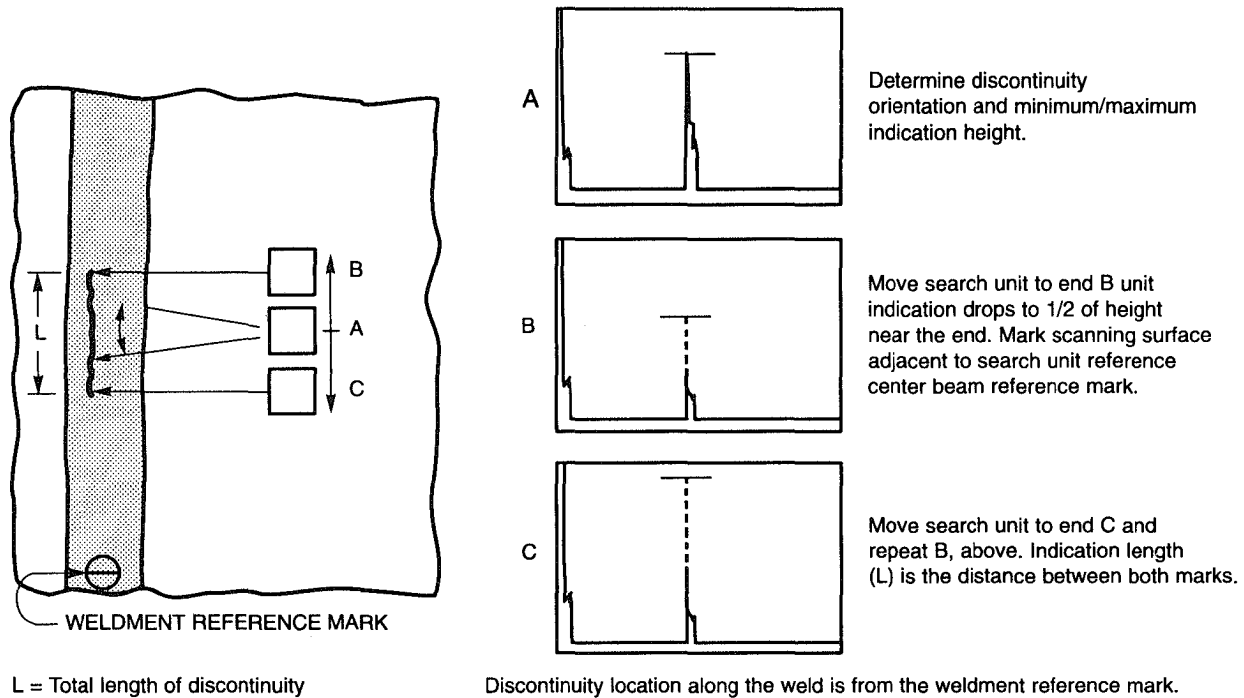 A
Determine discontinuity
orientation and minimum/maximum
indication height.
B
A
C
L
B
Move search unit to end B unit
indication drops to 1/2 of height
near the end. Mark scanning surface
adjacent to search unit reference
center beam reference mark.
C
Move search unit to end C and
repeat B, above. Indication length
(L) is the distance between both marks.
WELDMENT REFERENCE MARK
L = Total length of discontinuity
Discontinuity location along the weld is from the weldment reference mark.